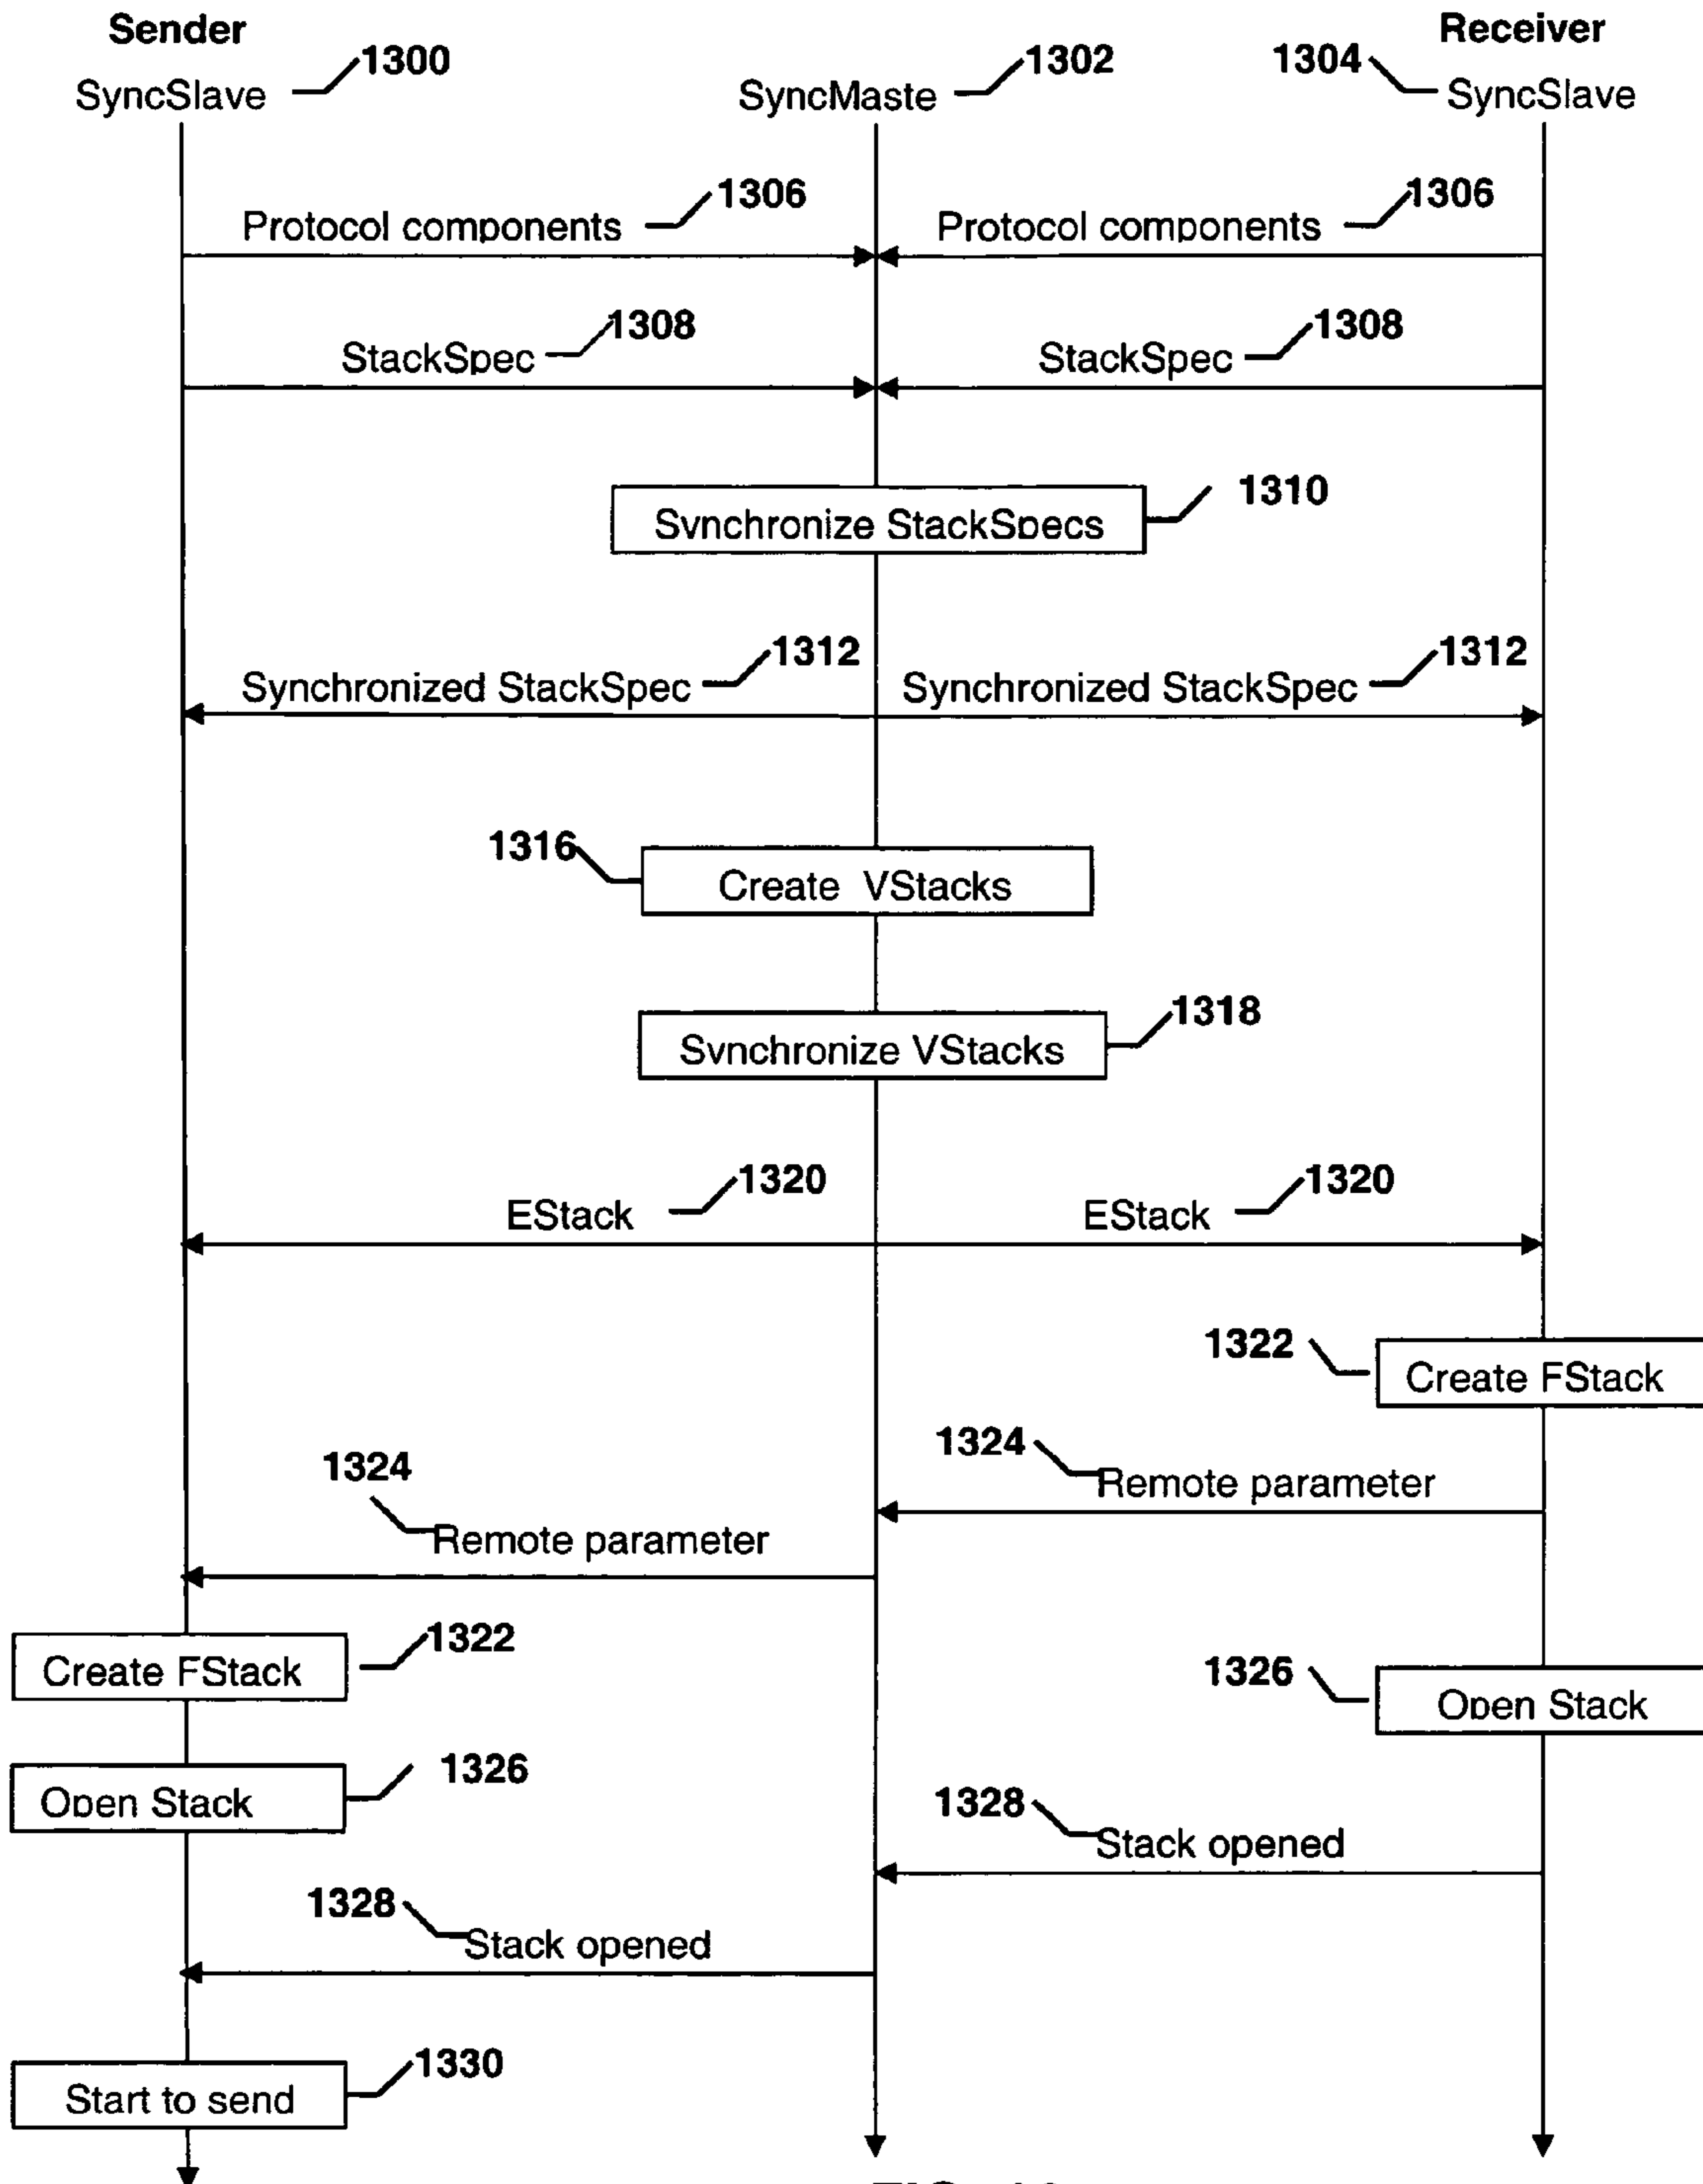 Sender
Receiver
1300
1302
1304
SyncSlave
SyncMaste
SyncSlave
1306
1306
Protocol components
Protocol components
1308
1308
StackSpec
StackSpec
1310
Synchronize StackSpecs
1312
1312
Synchronized StackSpec
Synchronized StackSpec
1316
Create VStacks
1318
Synchronize VStacks
1320
1320
EStack
EStack
1322
Create FStack
1324
Remote parameter
1324
Remote parameter
1322
Create FStack
1326
Open Stack
1326
Open Stack
1328
Stack opened
1328
Stack opened
1330
Start to send